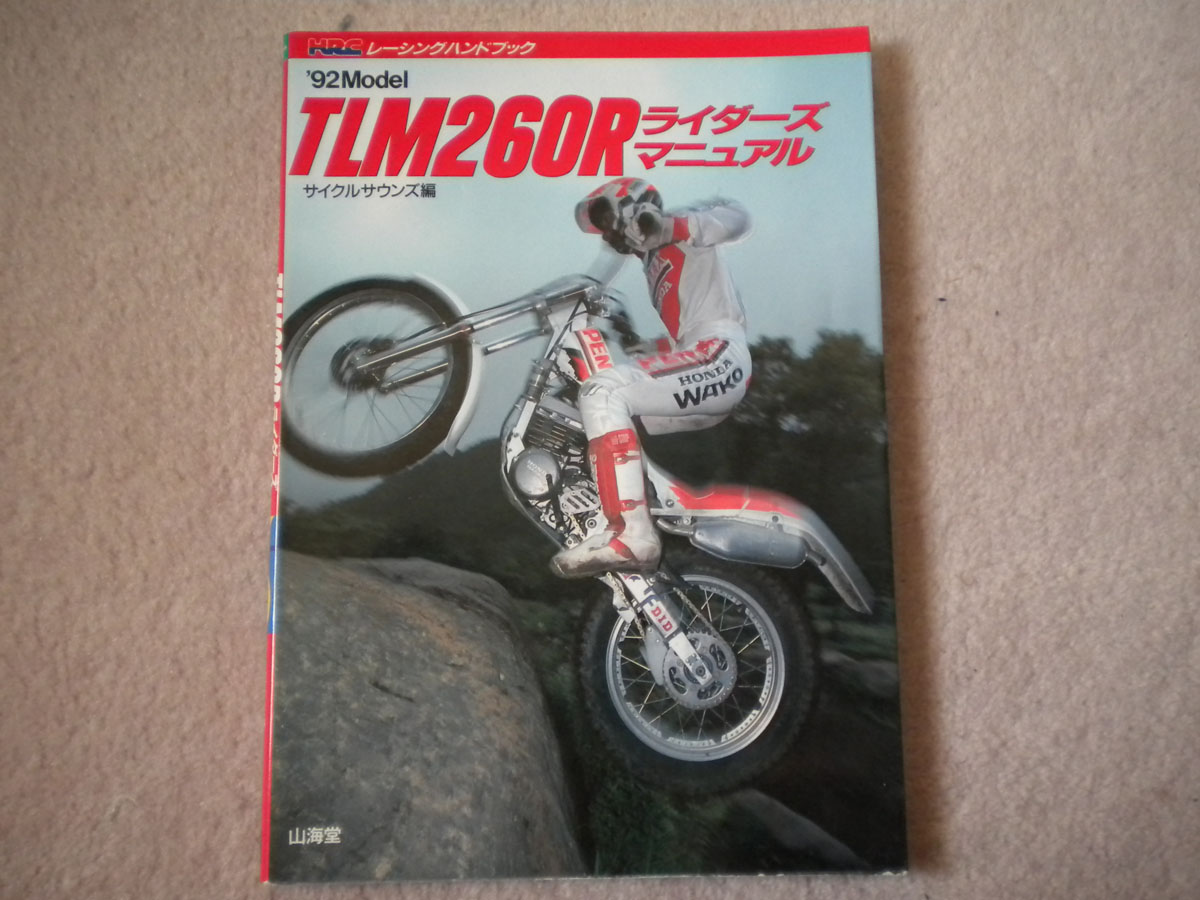 HRC レーシングハンドブック
'92Model
TLM260R ライダーズ
マニュアル
サイクルサウンズ編
PEN
HONDA
WAKO
DID
山海堂